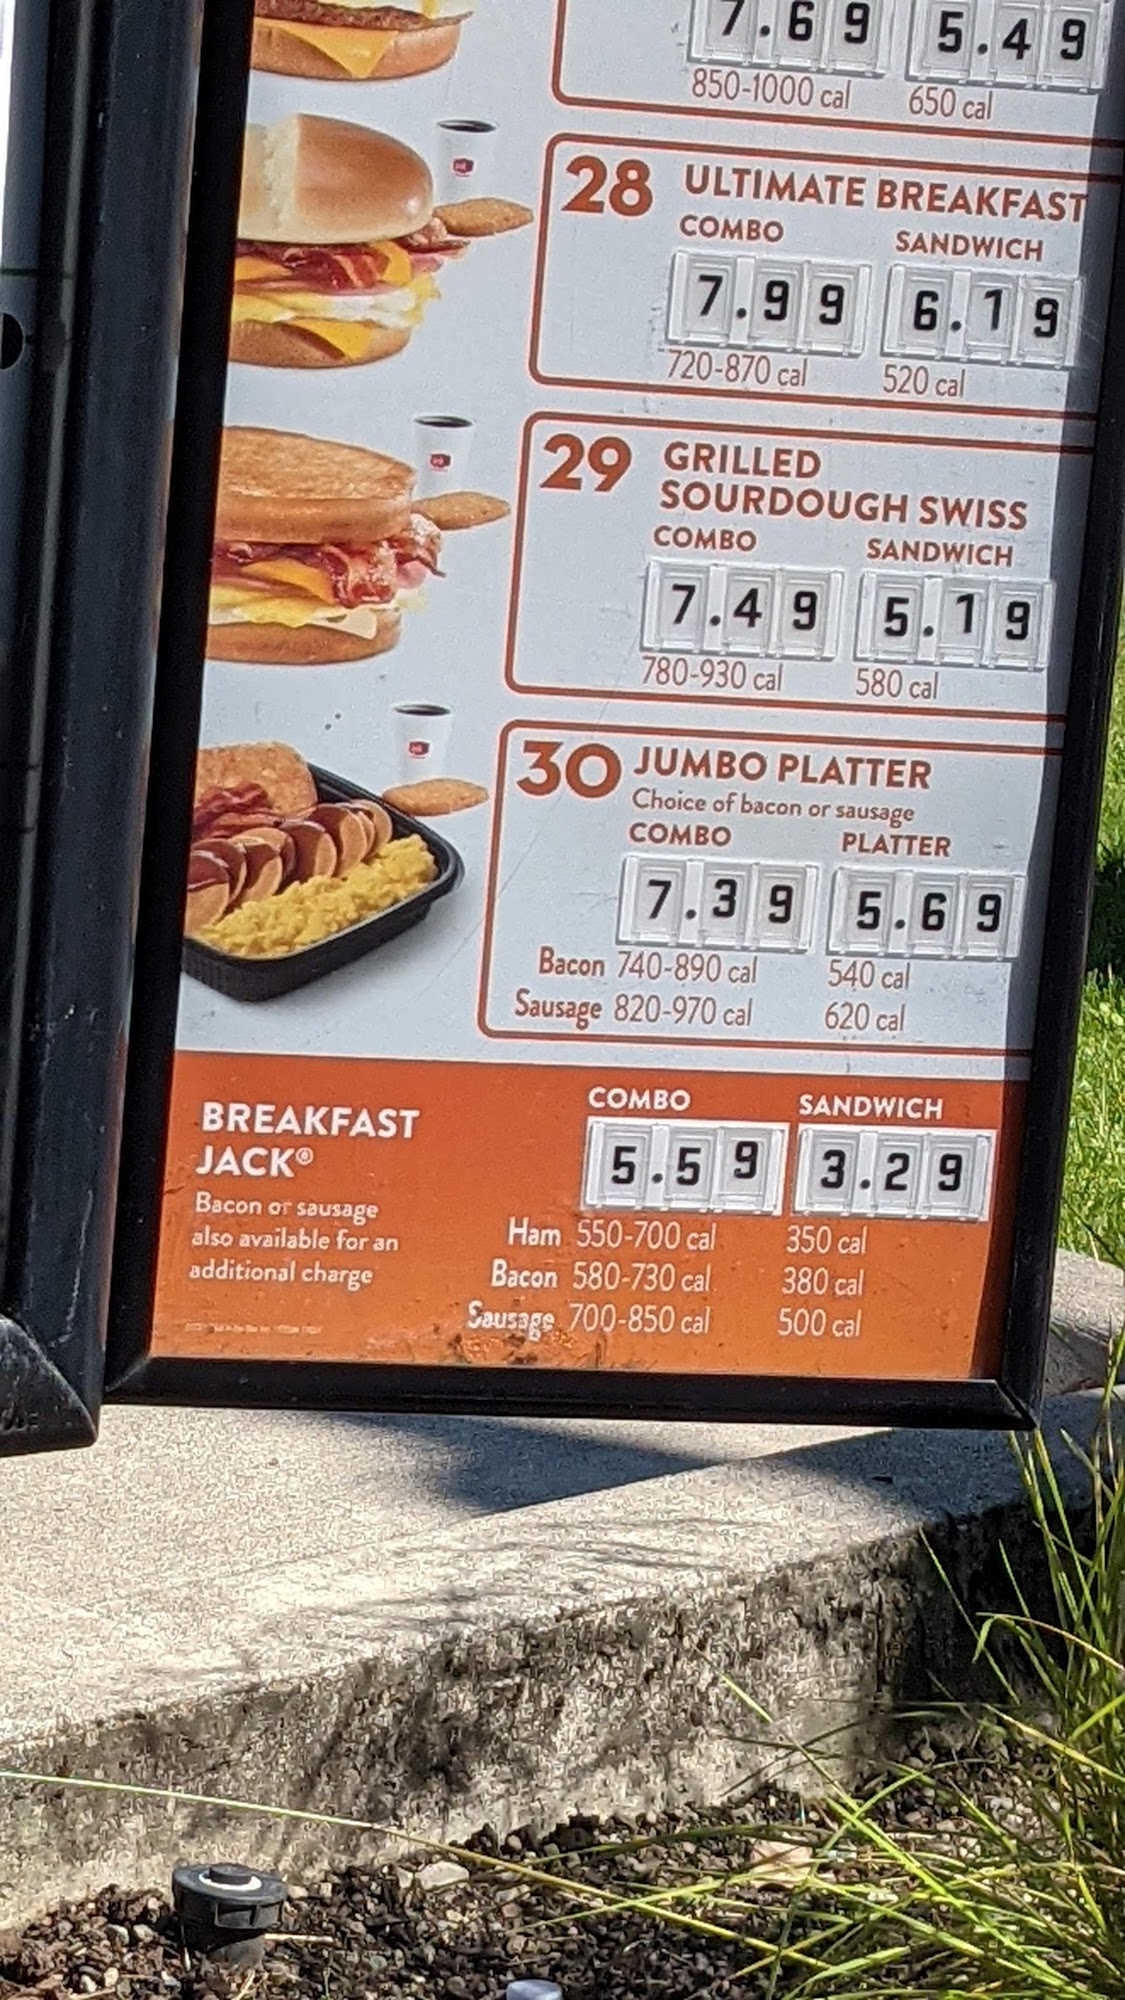 7.69 5.49
850-1000 cal 650 cal
28 ULTIMATE BREAKFAST
COMBO SANDWICH
7.99 6.19
720-870 cal 520 cal
29 GRILLED
SOURDOUGH SWISS
COMBO SANDWICH
7.49 5.19
780-930 cal 580 cal
30 JUMBO PLATTER
Choice of bacon or sausage
COMBO PLATTER
7.39 5.69
Bacon 740-890 cal 540 cal
Sausage 820-970 cal 620 cal
BREAKFAST
JACK®
Bacon or sausage
also available for an
additional charge
COMBO SANDWICH
5.59 3.29
Ham 550-700 cal 350 cal
Bacon 580-730 cal 380 cal
Sausage 700-850 cal 500 cal